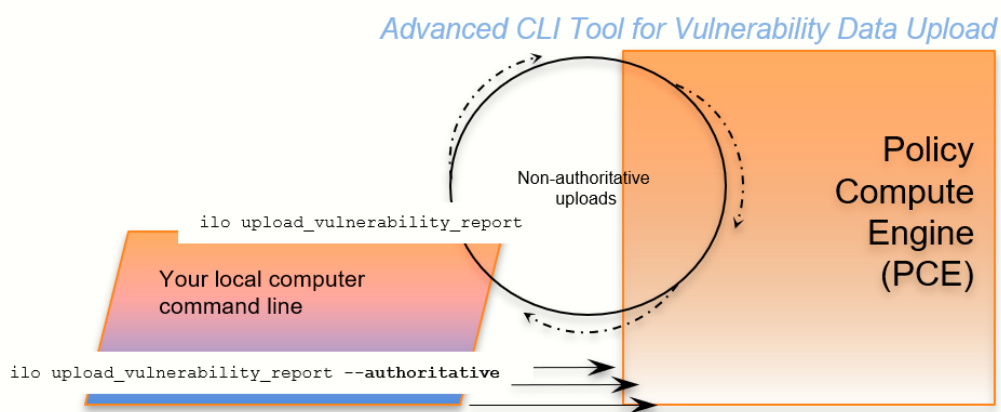 Advanced CLI Tool for Vulnerability Data Upload
Non-authoritative
uploads
Policy
Compute
Engine
(PCE)
ilo upload_vulnerability_report
Your local computer
command line
ilo upload_vulnerability_report --authoritative